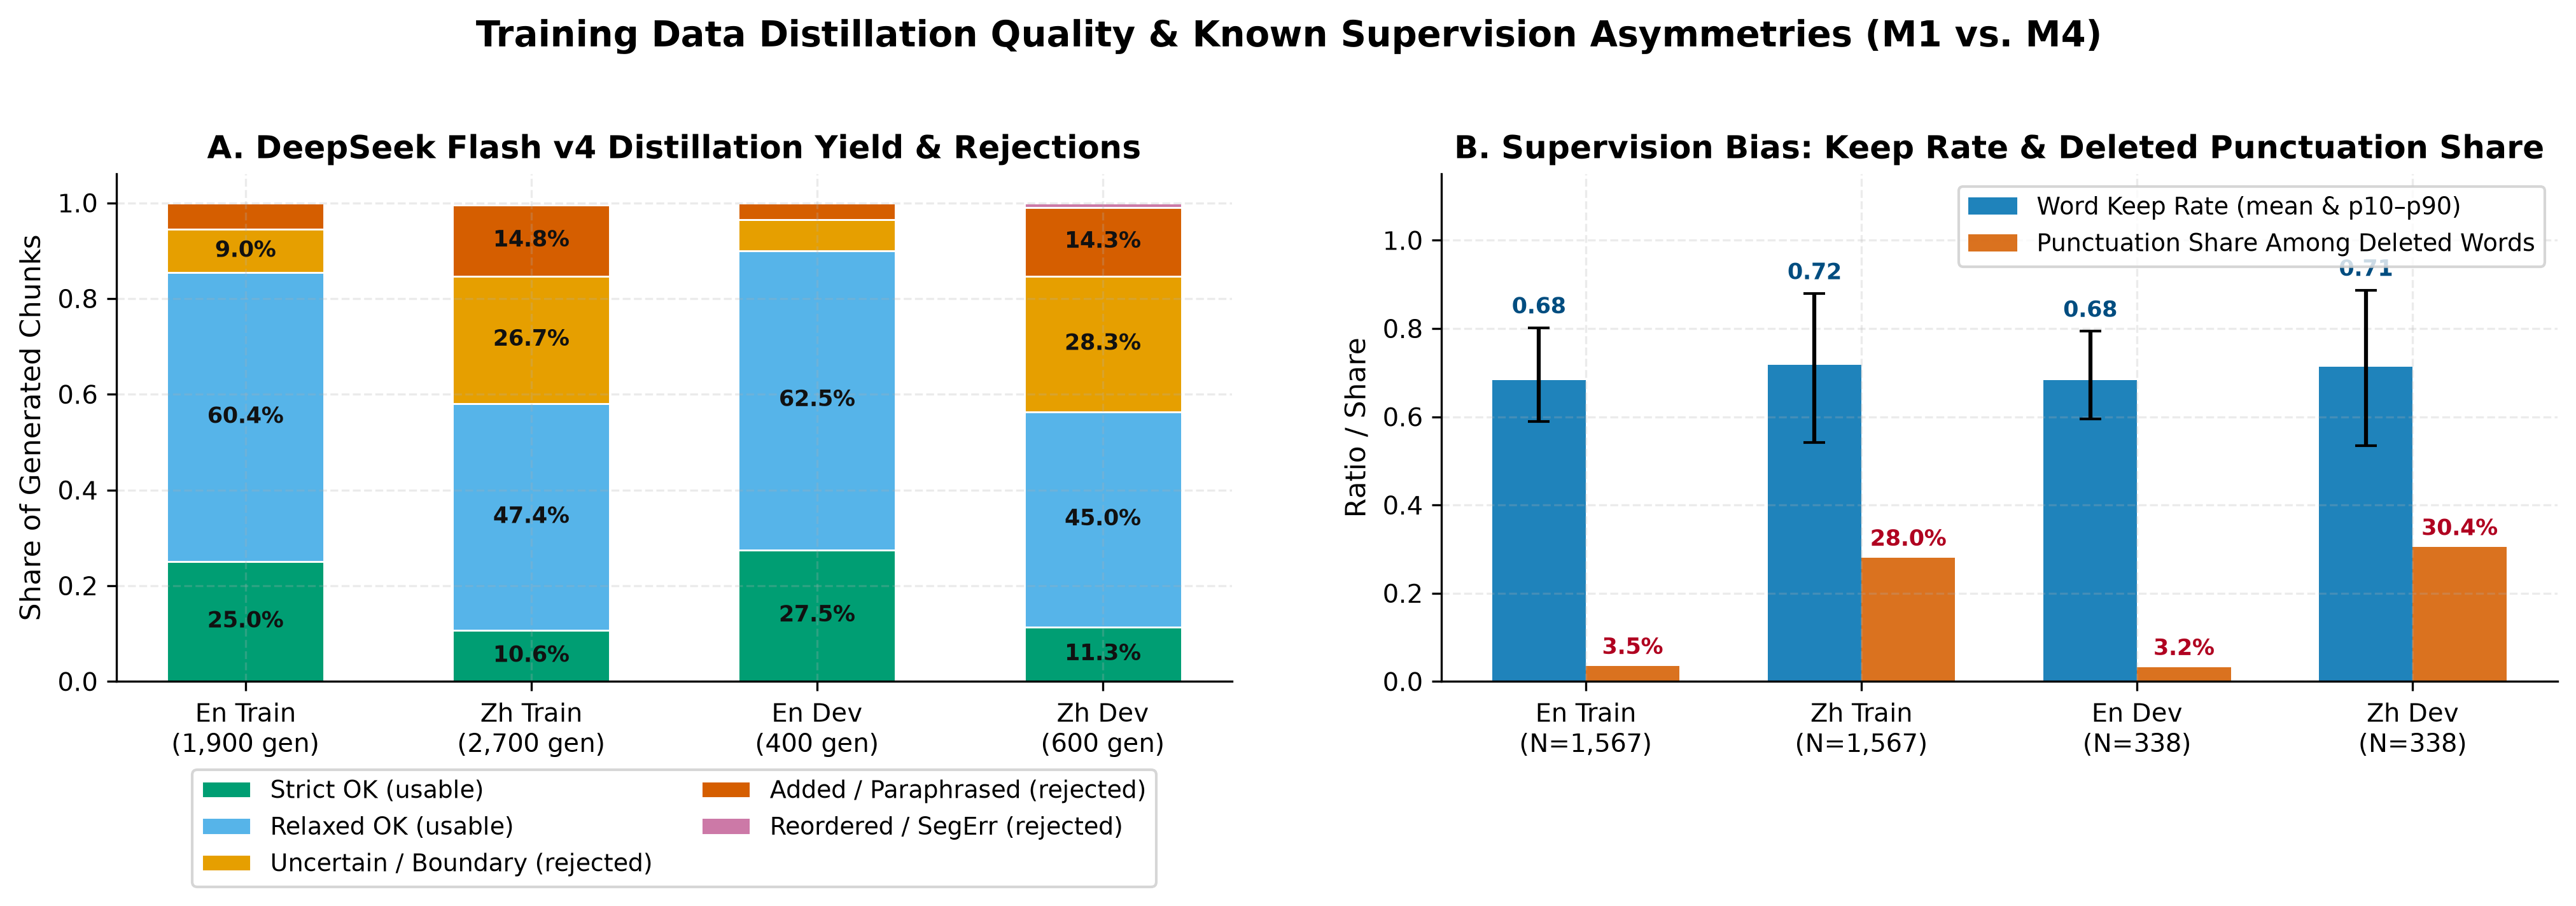 Training Data Distillation Quality & Known Supervision Asymmetries (M1 vs. M4)
A. DeepSeek Flash v4 Distillation Yield & Rejections
Share of Generated Chunks
1.0
0.8
0.6
0.4
0.2
0.0
9.0%
60.4%
25.0%
14.8%
26.7%
47.4%
10.6%
62.5%
27.5%
14.3%
28.3%
45.0%
11.3%
En Train
(1,900 gen)
Zh Train
(2,700 gen)
En Dev
(400 gen)
Zh Dev
(600 gen)
Strict OK (usable)
Relaxed OK (usable)
Uncertain / Boundary (rejected)
Added / Paraphrased (rejected)
Reordered / SegErr (rejected)
B. Supervision Bias: Keep Rate & Deleted Punctuation Share
Word Keep Rate (mean & p10–p90)
Punctuation Share Among Deleted Words
Ratio / Share
1.0
0.8
0.6
0.4
0.2
0.0
0.68
3.5%
0.72
28.0%
0.68
3.2%
0.71
30.4%
En Train
(N=1,567)
Zh Train
(N=1,567)
En Dev
(N=338)
Zh Dev
(N=338)